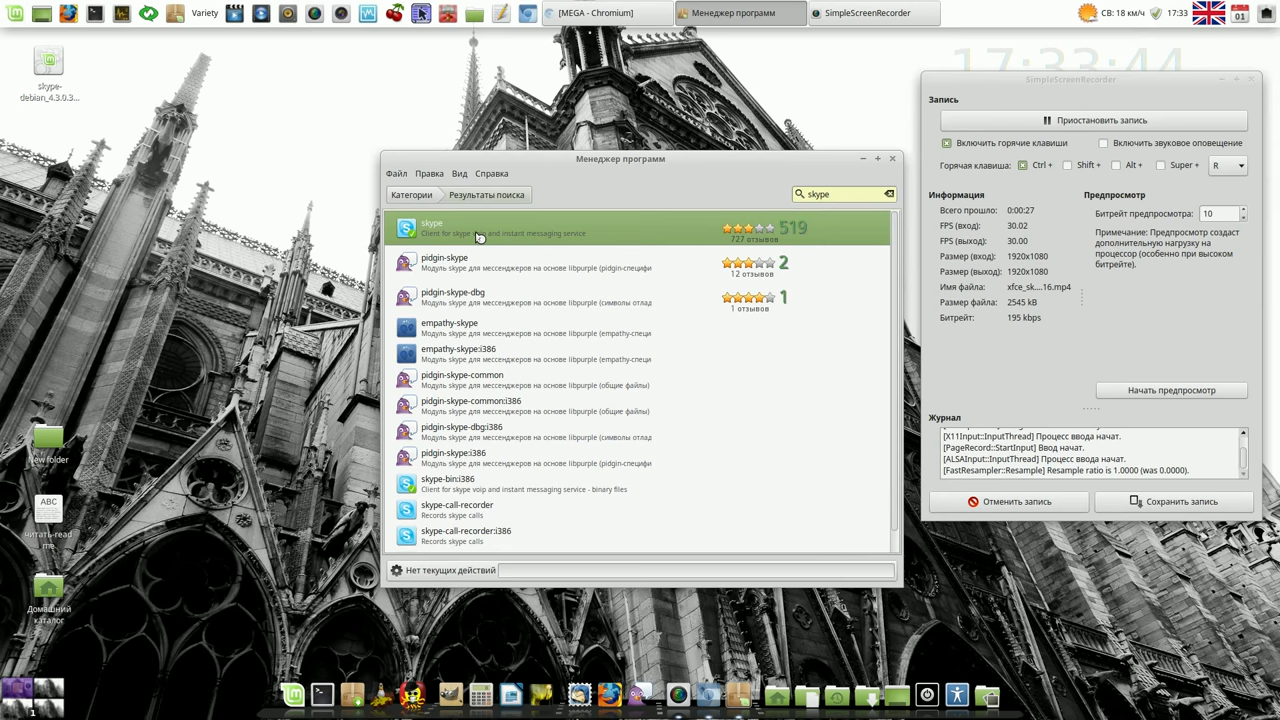 Variety
[MEGA - Chromium]
Менеджер программ
SimpleScreenRecorder
СВ: 18 км/ч
17:33
01
17:33:44
skype-
debian_4.3.0.3...
New folder
ABC
читать-read
me
Домашний
каталог
1
Менеджер программ
Файл Правка Вид Справка
Категории Результаты поиска
skype
skype
Client for skype voip and instant messaging service
519
727 отзывов
pidgin-skype
Модуль skype для мессенджеров на основе libpurple (pidgin-специфи
2
12 отзывов
pidgin-skype-dbg
Модуль skype для мессенджеров на основе libpurple (символы отлад
1
1 отзывов
empathy-skype
Модуль skype для мессенджеров на основе libpurple (empathy-специ
empathy-skype:i386
Модуль skype для мессенджеров на основе libpurple (empathy-специ
pidgin-skype-common
Модуль skype для мессенджеров на основе libpurple (общие файлы)
pidgin-skype-common:i386
Модуль skype для мессенджеров на основе libpurple (общие файлы)
pidgin-skype-dbg:i386
Модуль skype для мессенджеров на основе libpurple (символы отлад
pidgin-skype:i386
Модуль skype для мессенджеров на основе libpurple (pidgin-специфи
skype-bin:i386
Client for skype voip and instant messaging service - binary files
skype-call-recorder
Records skype calls
skype-call-recorder:i386
Records skype calls
Нет текущих действий
SimpleScreenRecorder
Запись
Приостановить запись
Включить горячие клавиши Включить звуковое оповещение
Горячая клавиша: Ctrl + Shift + Alt + Super + R
Информация
Всего прошло: 0:00:27
FPS (вход): 30.02
FPS (выход): 30.00
Размер (вход): 1920x1080
Размер (выход): 1920x1080
Имя файла: xfce_sk....16.mp4
Размер файла: 2545 kB
Битрейт: 195 kbps
Предпросмотр
Битрейт предпросмотра: 10
Примечание: Предпросмотр создает
дополнительную нагрузку на
процессор (особенно при высоком
битрейте).
Начать предпросмотр
Журнал
[X11Input::InputThread] Процесс ввода начат.
[PageRecord::StartInput] Ввод начат.
[ALSAInput::InputThread] Процесс ввода начат.
[FastResampler::Resample] Resample ratio is 1.0000 (was 0.0000).
Отменить запись
Сохранить запись